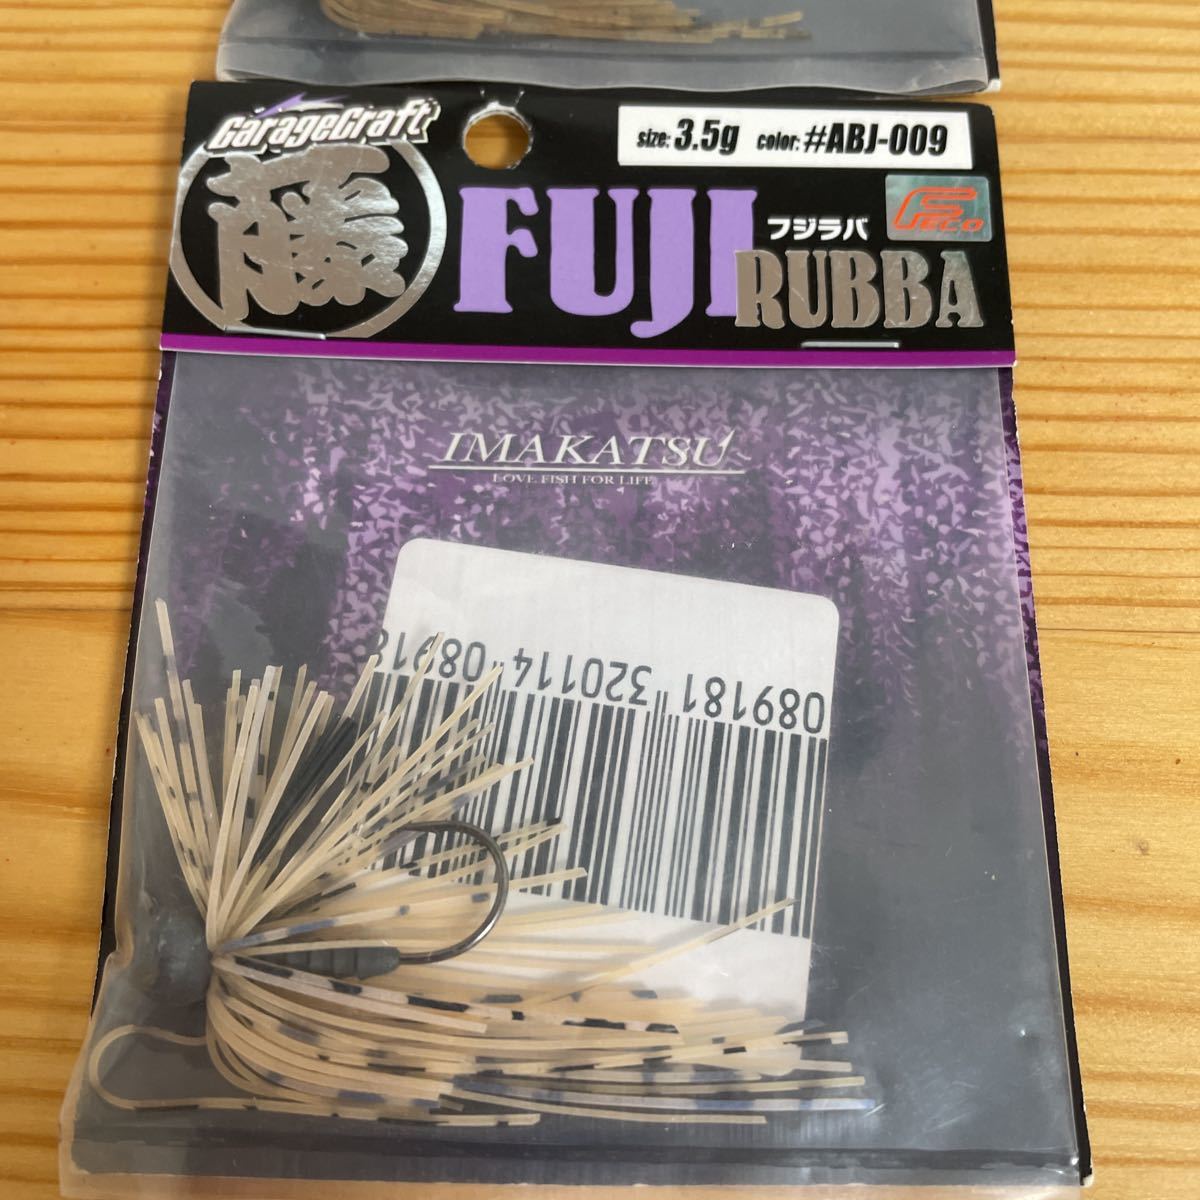 GarageCraft
藤
size: 3.5g color: #ABJ-009
FECO
FUJI
フジラバ
RUBBA
IMAKATSU
LOVE FISH FOR LIFE
089181 320114 08918